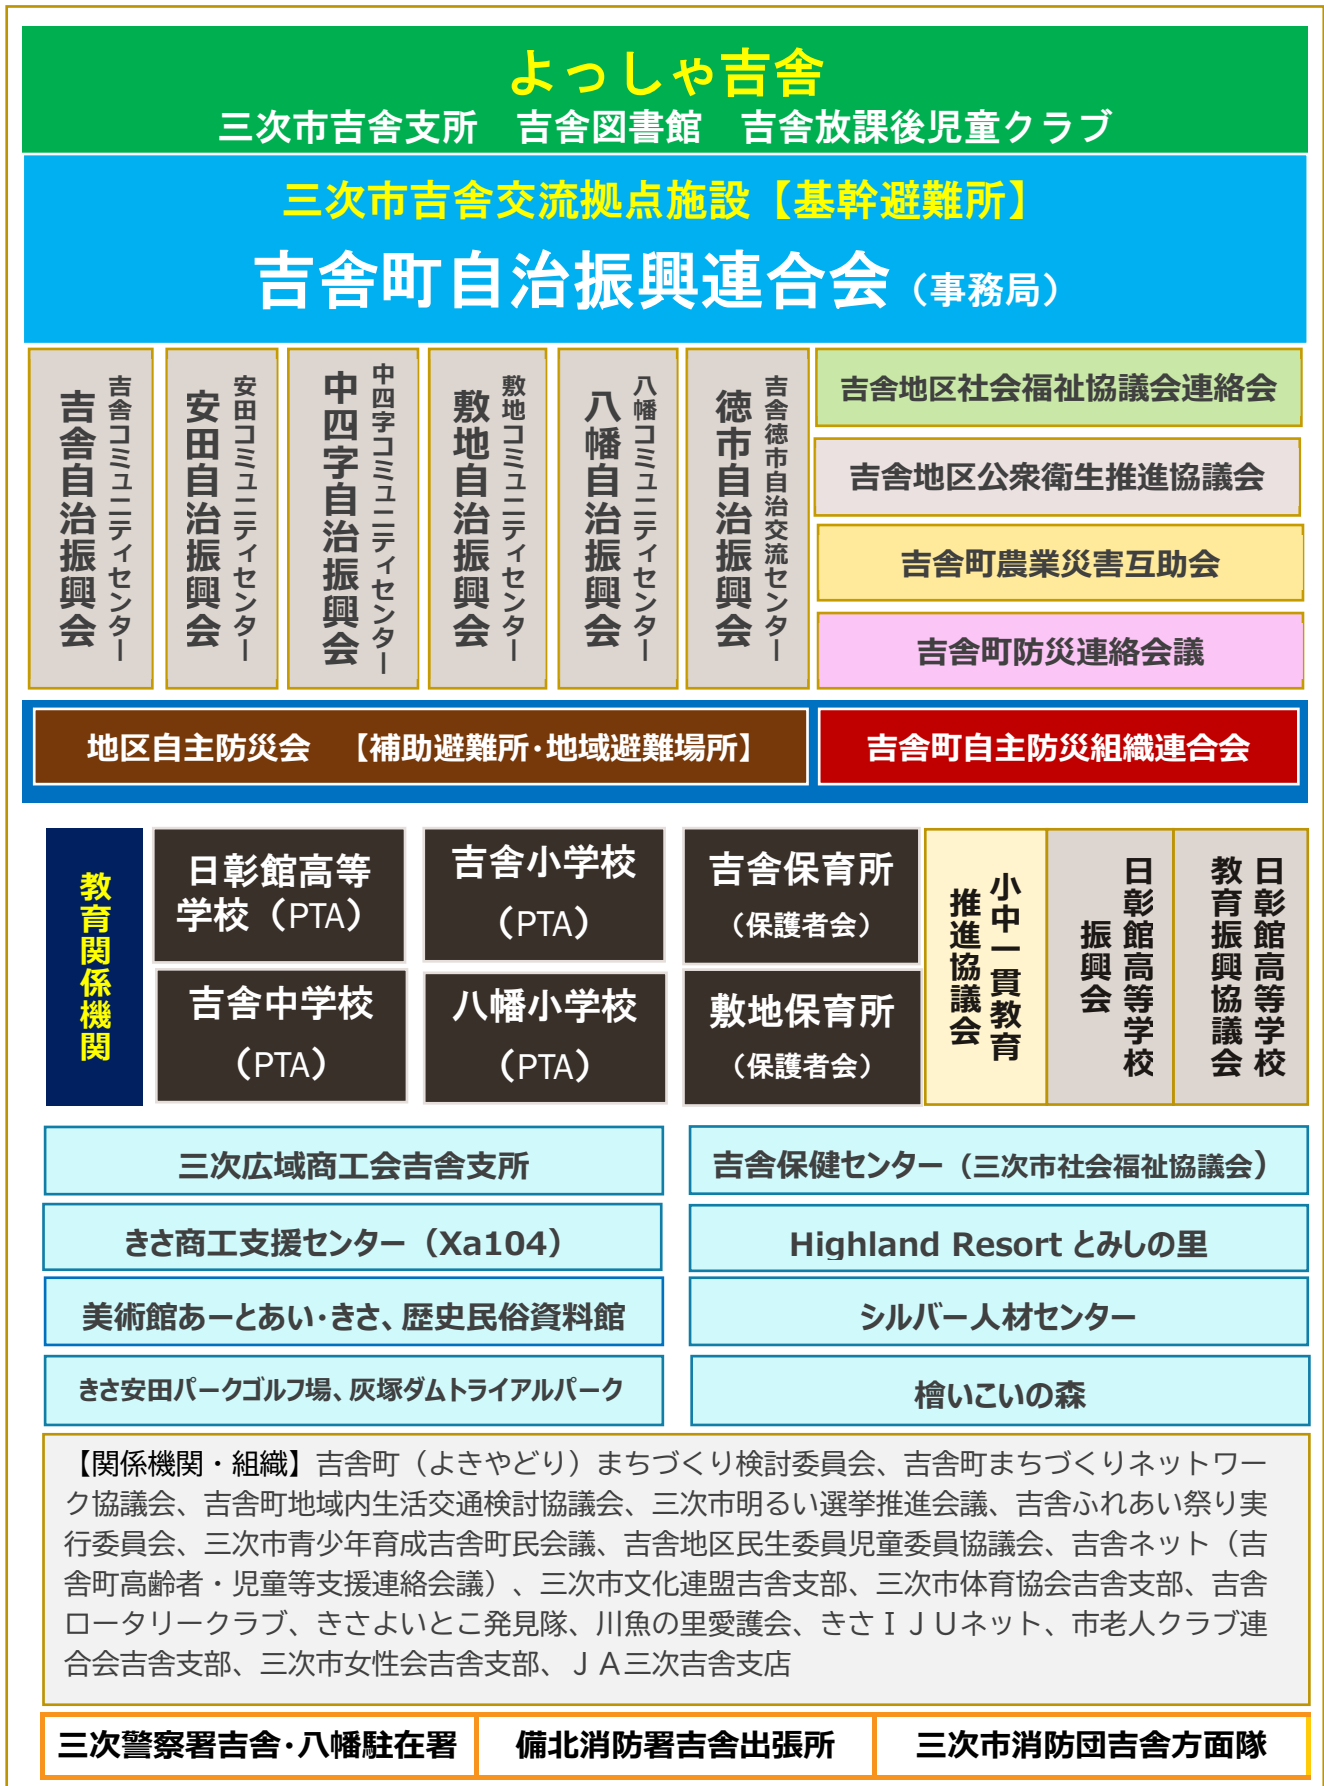 よっしゃ吉舎
三次市吉舎支所　吉舎図書館　吉舎放課後児童クラブ
三次市吉舎交流拠点施設【基幹避難所】
吉舎町自治振興連合会（事務局）
吉舎コミュニティセンター
吉舎自治振興会
安田コミュニティセンター
安田自治振興会
中四字コミュニティセンター
中四字自治振興会
敷地コミュニティセンター
敷地自治振興会
八幡コミュニティセンター
八幡自治振興会
吉舎徳市自治交流センター
徳市自治振興会
吉舎地区社会福祉協議会連絡会
吉舎地区公衆衛生推進協議会
吉舎町農業災害互助会
吉舎町防災連絡会議
地区自主防災会　【補助避難所・地域避難場所】
吉舎町自主防災組織連合会
教育関係機関
日彰館高等
学校（PTA）
吉舎小学校
（PTA）
吉舎保育所
（保護者会）
吉舎中学校
（PTA）
八幡小学校
（PTA）
敷地保育所
（保護者会）
小中一貫教育
推進協議会
日彰館高等学校
振興会
日彰館高等学校
教育振興協議会
三次広域商工会吉舎支所
吉舎保健センター（三次市社会福祉協議会）
きさ商工支援センター（Xa104）
Highland Resort とみしの里
美術館あーとあい・きさ、歴史民俗資料館
シルバー人材センター
きさ安田パークゴルフ場、灰塚ダムトライアルパーク
檜いこいの森
【関係機関・組織】吉舎町（よきやどり）まちづくり検討委員会、吉舎町まちづくりネットワー
ク協議会、吉舎町地域内生活交通検討協議会、三次市明るい選挙推進会議、吉舎ふれあい祭り実
行委員会、三次市青少年育成吉舎町民会議、吉舎地区民生委員児童委員協議会、吉舎ネット（吉
舎町高齢者・児童等支援連絡会議）、三次市文化連盟吉舎支部、三次市体育協会吉舎支部、吉舎
ロータリークラブ、きさよいとこ発見隊、川魚の里愛護会、きさＩＪＵネット、市老人クラブ連
合会吉舎支部、三次市女性会吉舎支部、ＪＡ三次吉舎支店
三次警察署吉舎・八幡駐在署
備北消防署吉舎出張所
三次市消防団吉舎方面隊